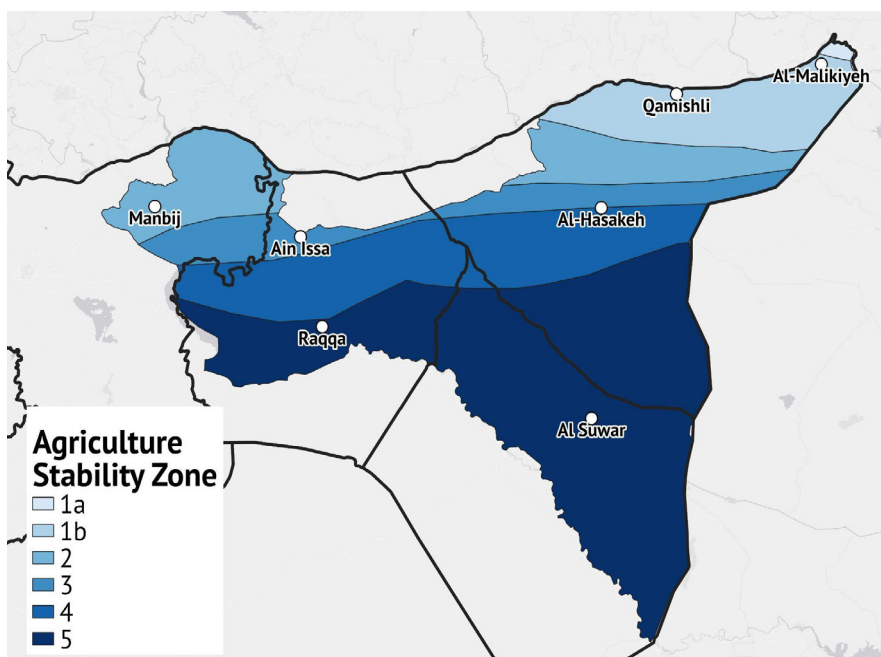 Al-Malikiyeh
Qamishli
Manbij
Al-Hasakeh
Ain Issa
Raqqa
Al Suwar
Agriculture
Stability Zone
1a
1b
2
3
4
5